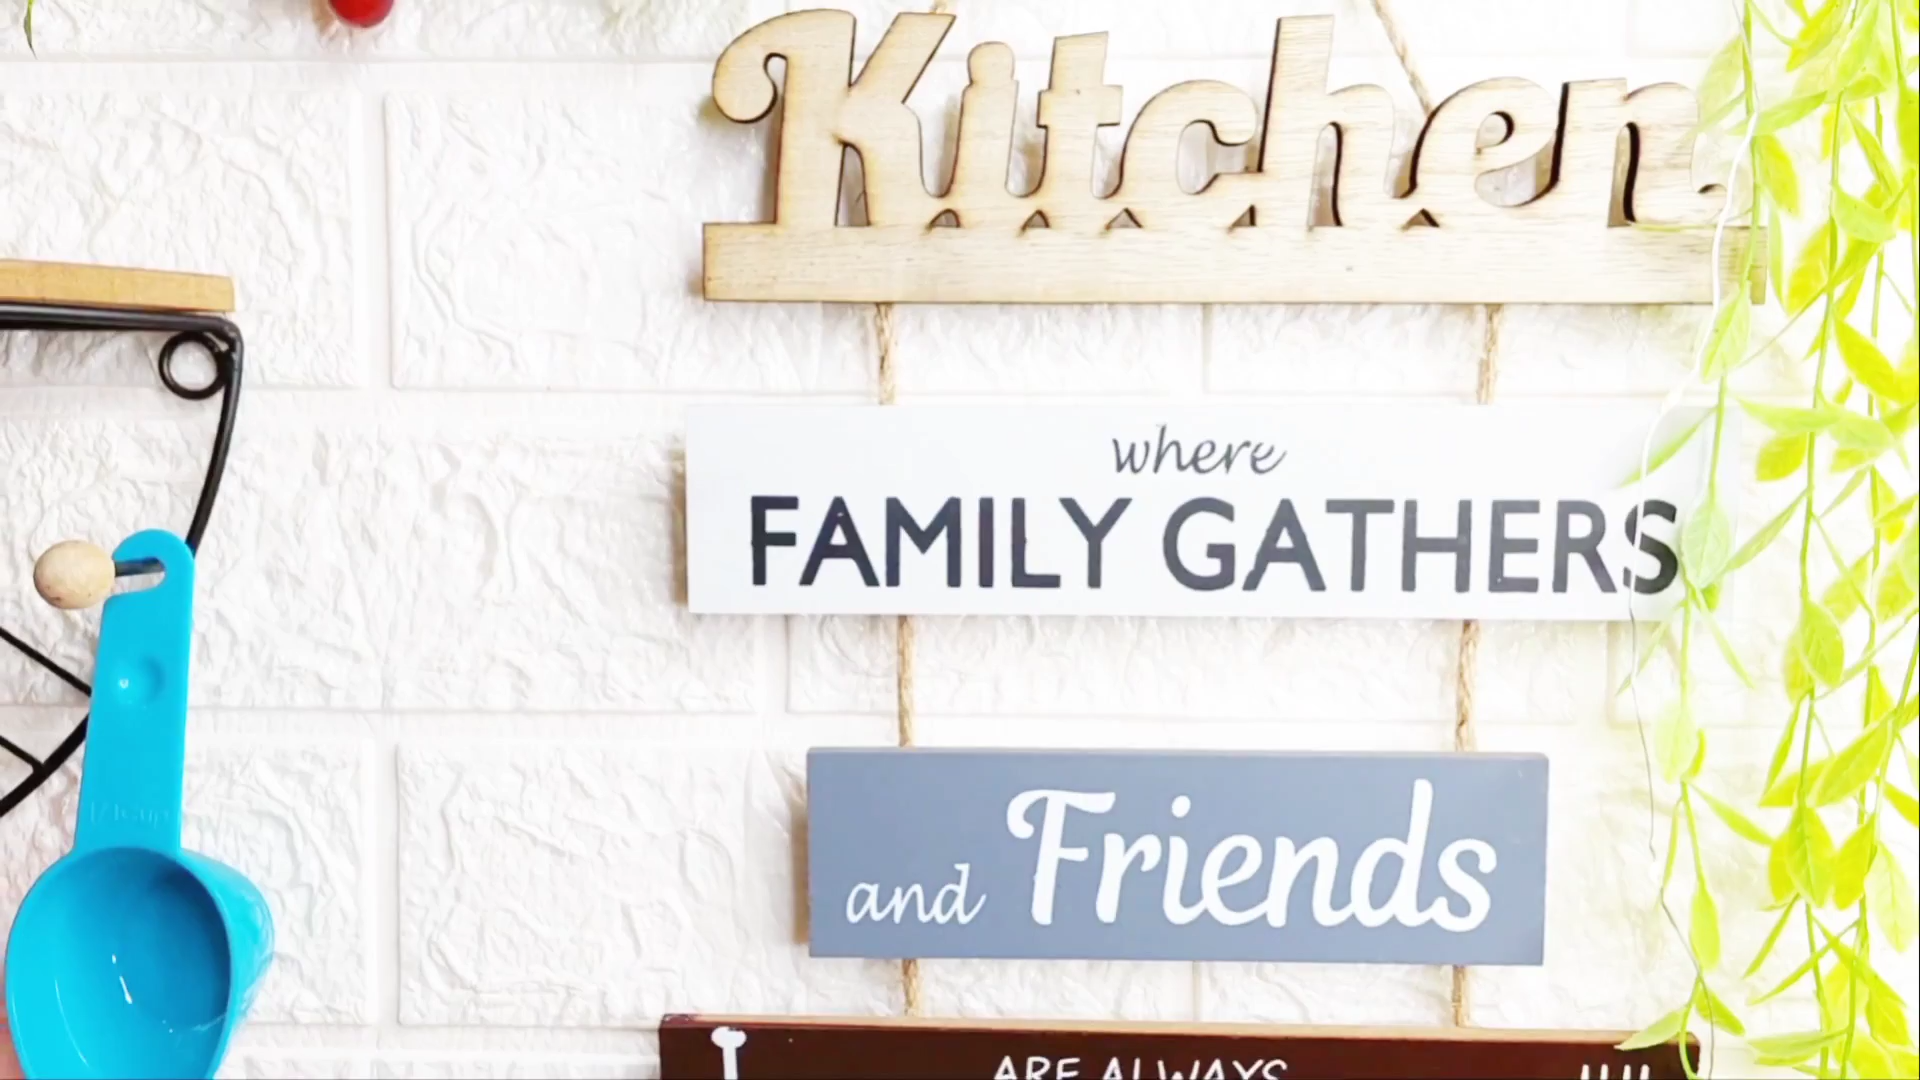 Kitchen
where
FAMILY GATHERS
and Friends
ARE ALWAYS